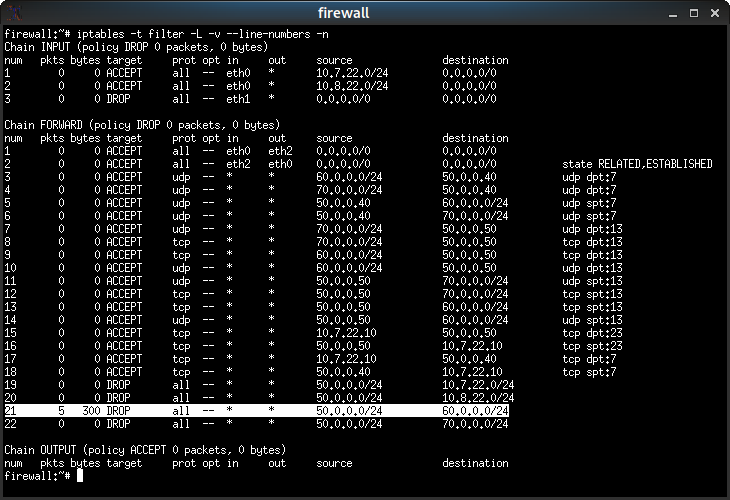 firewall
firewall:~# iptables -t filter -L -v --line-numbers -n
Chain INPUT (policy DROP 0 packets, 0 bytes)
num   pkts bytes target     prot opt in     out     source               destination
1        0     0 ACCEPT     all  --  eth0   *       10.7.22.0/24         0.0.0.0/0
2        0     0 ACCEPT     all  --  eth0   *       10.8.22.0/24         0.0.0.0/0
3        0     0 DROP       all  --  eth1   *       0.0.0.0/0            0.0.0.0/0
Chain FORWARD (policy DROP 0 packets, 0 bytes)
num   pkts bytes target     prot opt in     out     source               destination
1        0     0 ACCEPT     all  --  eth0   eth2    0.0.0.0/0            0.0.0.0/0
2        0     0 ACCEPT     all  --  eth2   eth0    0.0.0.0/0            0.0.0.0/0           state RELATED,ESTABLISHED
3        0     0 ACCEPT     udp  --  *      *       60.0.0.0/24          50.0.0.40           udp dpt:7
4        0     0 ACCEPT     udp  --  *      *       70.0.0.0/24          50.0.0.40           udp dpt:7
5        0     0 ACCEPT     udp  --  *      *       50.0.0.40            60.0.0.0/24         udp spt:7
6        0     0 ACCEPT     udp  --  *      *       50.0.0.40            70.0.0.0/24         udp spt:7
7        0     0 ACCEPT     udp  --  *      *       70.0.0.0/24          50.0.0.50           udp dpt:13
8        0     0 ACCEPT     tcp  --  *      *       70.0.0.0/24          50.0.0.50           tcp dpt:13
9        0     0 ACCEPT     tcp  --  *      *       60.0.0.0/24          50.0.0.50           tcp dpt:13
10       0     0 ACCEPT     udp  --  *      *       60.0.0.0/24          50.0.0.50           udp dpt:13
11       0     0 ACCEPT     udp  --  *      *       50.0.0.50            70.0.0.0/24         udp spt:13
12       0     0 ACCEPT     tcp  --  *      *       50.0.0.50            70.0.0.0/24         tcp spt:13
13       0     0 ACCEPT     tcp  --  *      *       50.0.0.50            60.0.0.0/24         tcp spt:13
14       0     0 ACCEPT     udp  --  *      *       50.0.0.50            60.0.0.0/24         udp spt:13
15       0     0 ACCEPT     tcp  --  *      *       10.7.22.10           50.0.0.50           tcp dpt:23
16       0     0 ACCEPT     tcp  --  *      *       50.0.0.50            10.7.22.10          tcp spt:23
17       0     0 ACCEPT     tcp  --  *      *       10.7.22.10           50.0.0.40           tcp dpt:7
18       0     0 ACCEPT     tcp  --  *      *       50.0.0.40            10.7.22.10          tcp spt:7
19       0     0 DROP       all  --  *      *       50.0.0.0/24          10.7.22.0/24
20       0     0 DROP       all  --  *      *       50.0.0.0/24          10.8.22.0/24
21       5   300 DROP       all  --  *      *       50.0.0.0/24          60.0.0.0/24
22       0     0 DROP       all  --  *      *       50.0.0.0/24          70.0.0.0/24
Chain OUTPUT (policy ACCEPT 0 packets, 0 bytes)
num   pkts bytes target     prot opt in     out     source               destination
firewall:~#